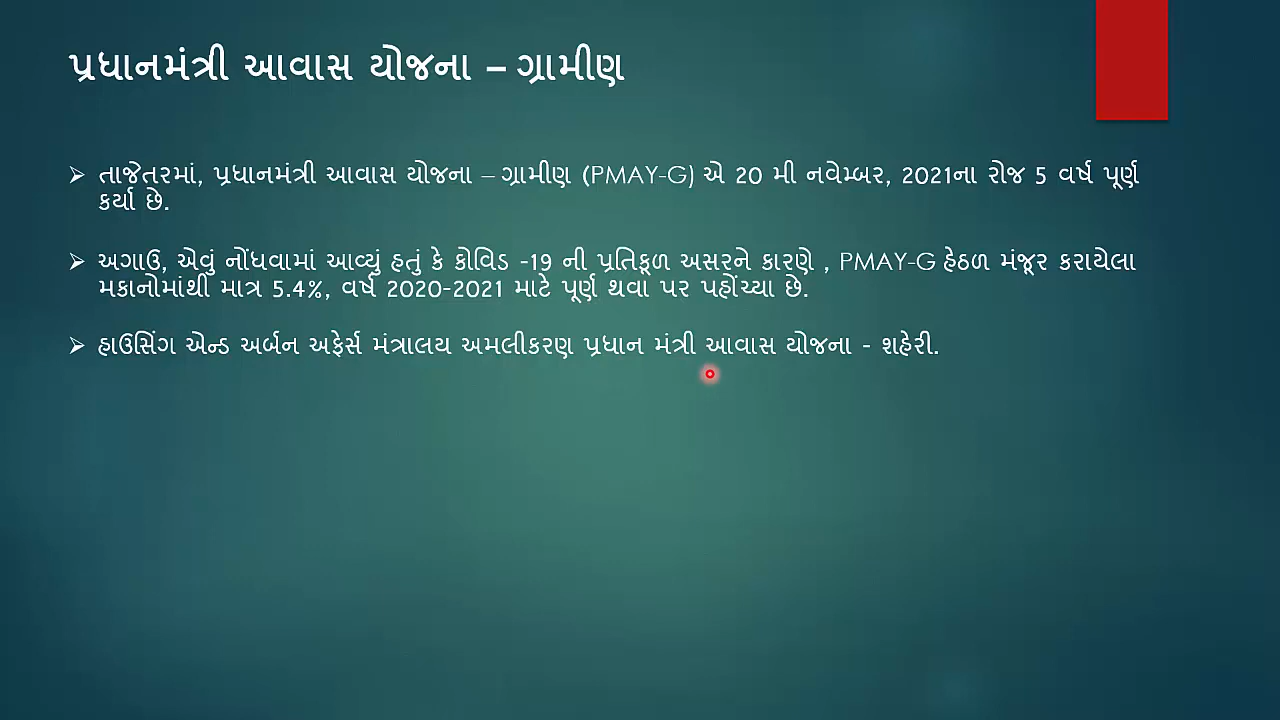 પ્રધાનમંત્રી આવાસ યોજના – ગ્રામીણ
➢ તાજેતરમાં, પ્રધાનમંત્રી આવાસ યોજના – ગ્રામીણ (PMAY-G) એ 20 મી નવેમ્બર, 2021ના રોજ 5 વર્ષ પૂર્ણ
કર્યા છે.
➢ અગાઉ, એવું નોંધવામાં આવ્યું હતું કે કોવિડ -19 ની પ્રતિકૂળ અસરને કારણે , PMAY-G હેઠળ મંજૂર કરાયેલા
મકાનોમાંથી માત્ર 5.4%, વર્ષ 2020-2021 માટે પૂર્ણ થવા પર પહોંચ્યા છે.
➢ હાઉસિંગ એન્ડ અર્બન અફેર્સ મંત્રાલય અમલીકરણ પ્રધાન મંત્રી આવાસ યોજના - શહેરી.